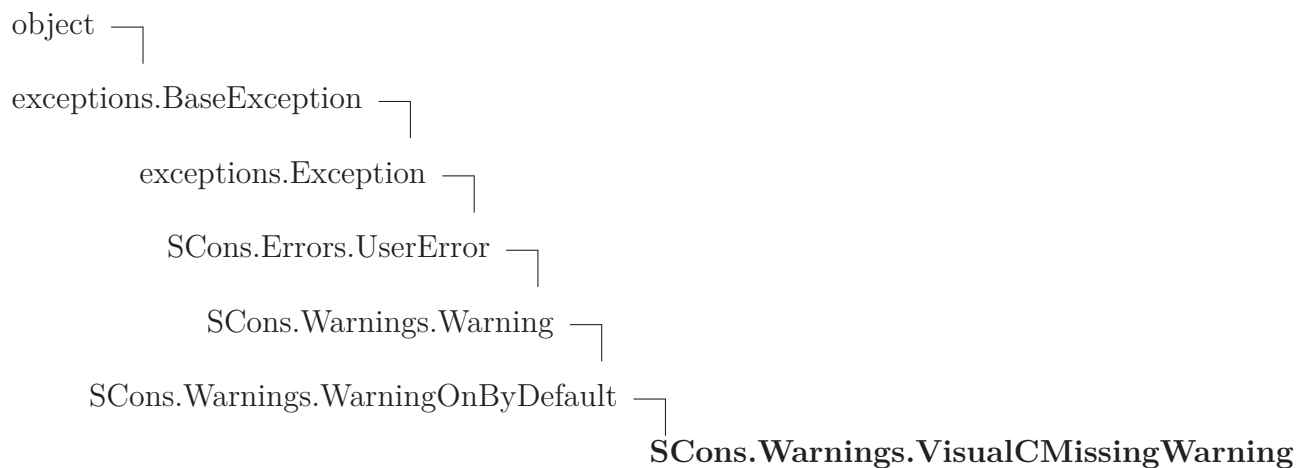 object
exceptions.BaseException
exceptions.Exception
SCons.Errors.UserError
SCons.Warnings.Warning
SCons.Warnings.WarningOnByDefault
SCons.Warnings.VisualCMissingWarning